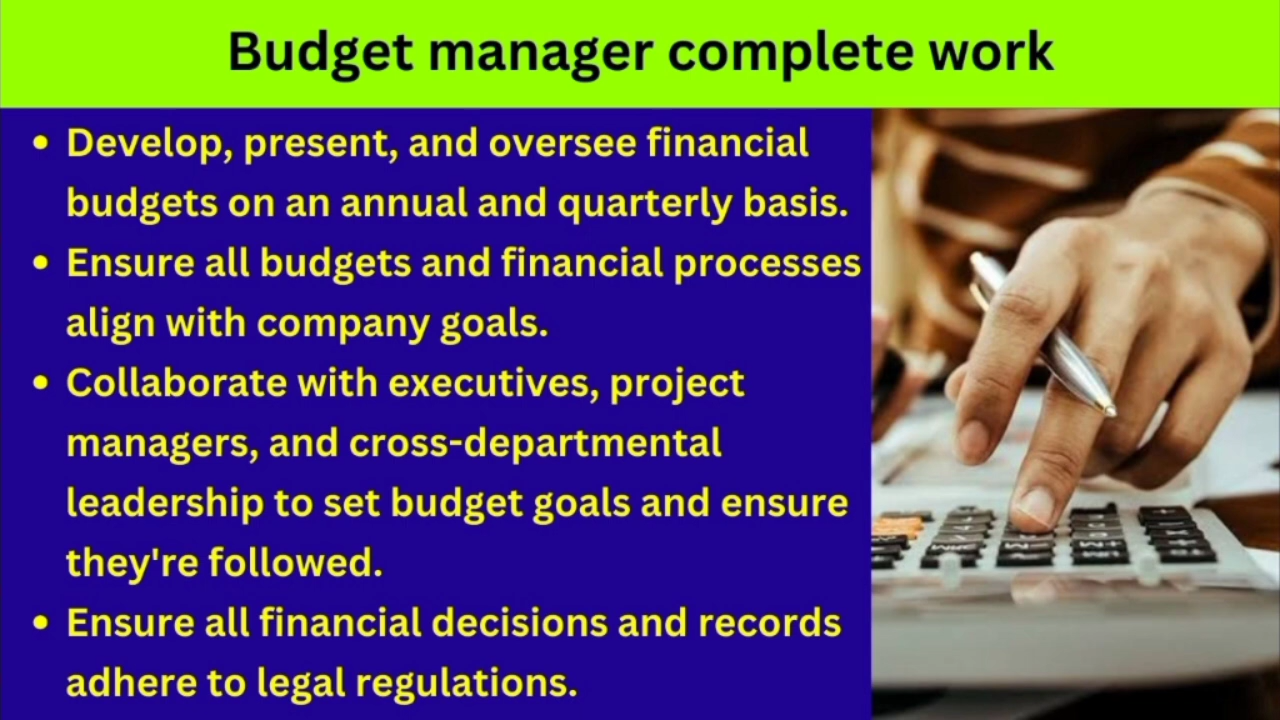 Budget manager complete work
• Develop, present, and oversee financial
budgets on an annual and quarterly basis.
• Ensure all budgets and financial processes
align with company goals.
• Collaborate with executives, project
managers, and cross-departmental
leadership to set budget goals and ensure
they're followed.
• Ensure all financial decisions and records
adhere to legal regulations.